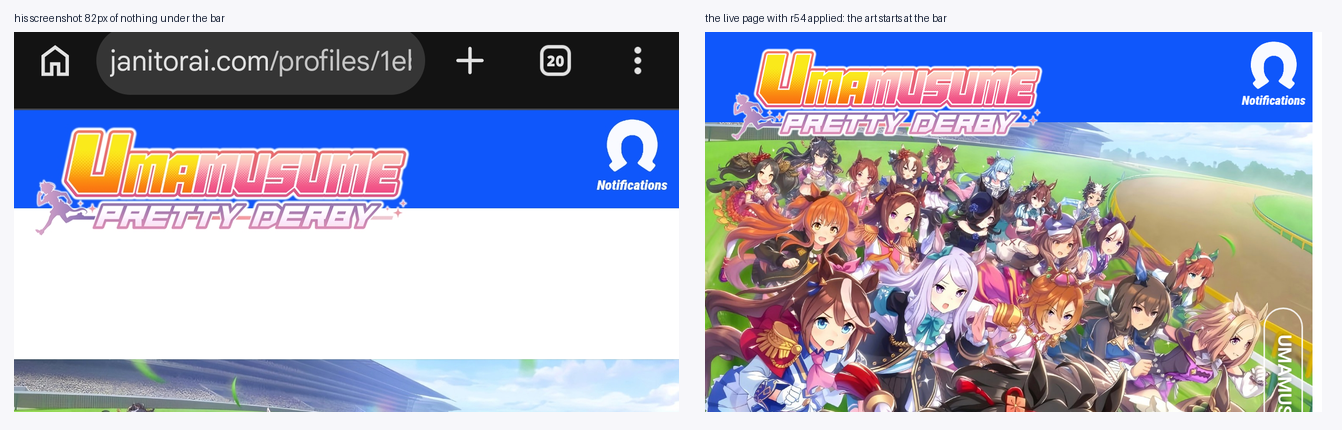 his screenshot: 82px of nothing under the bar
the live page with r54 applied: the art starts at the bar
janitorai.com/profiles/1el
20
UMAMUSUME
PRETTY DERBY
Notifications
UMAMUSUME
PRETTY DERBY
Notifications
UMAMUS